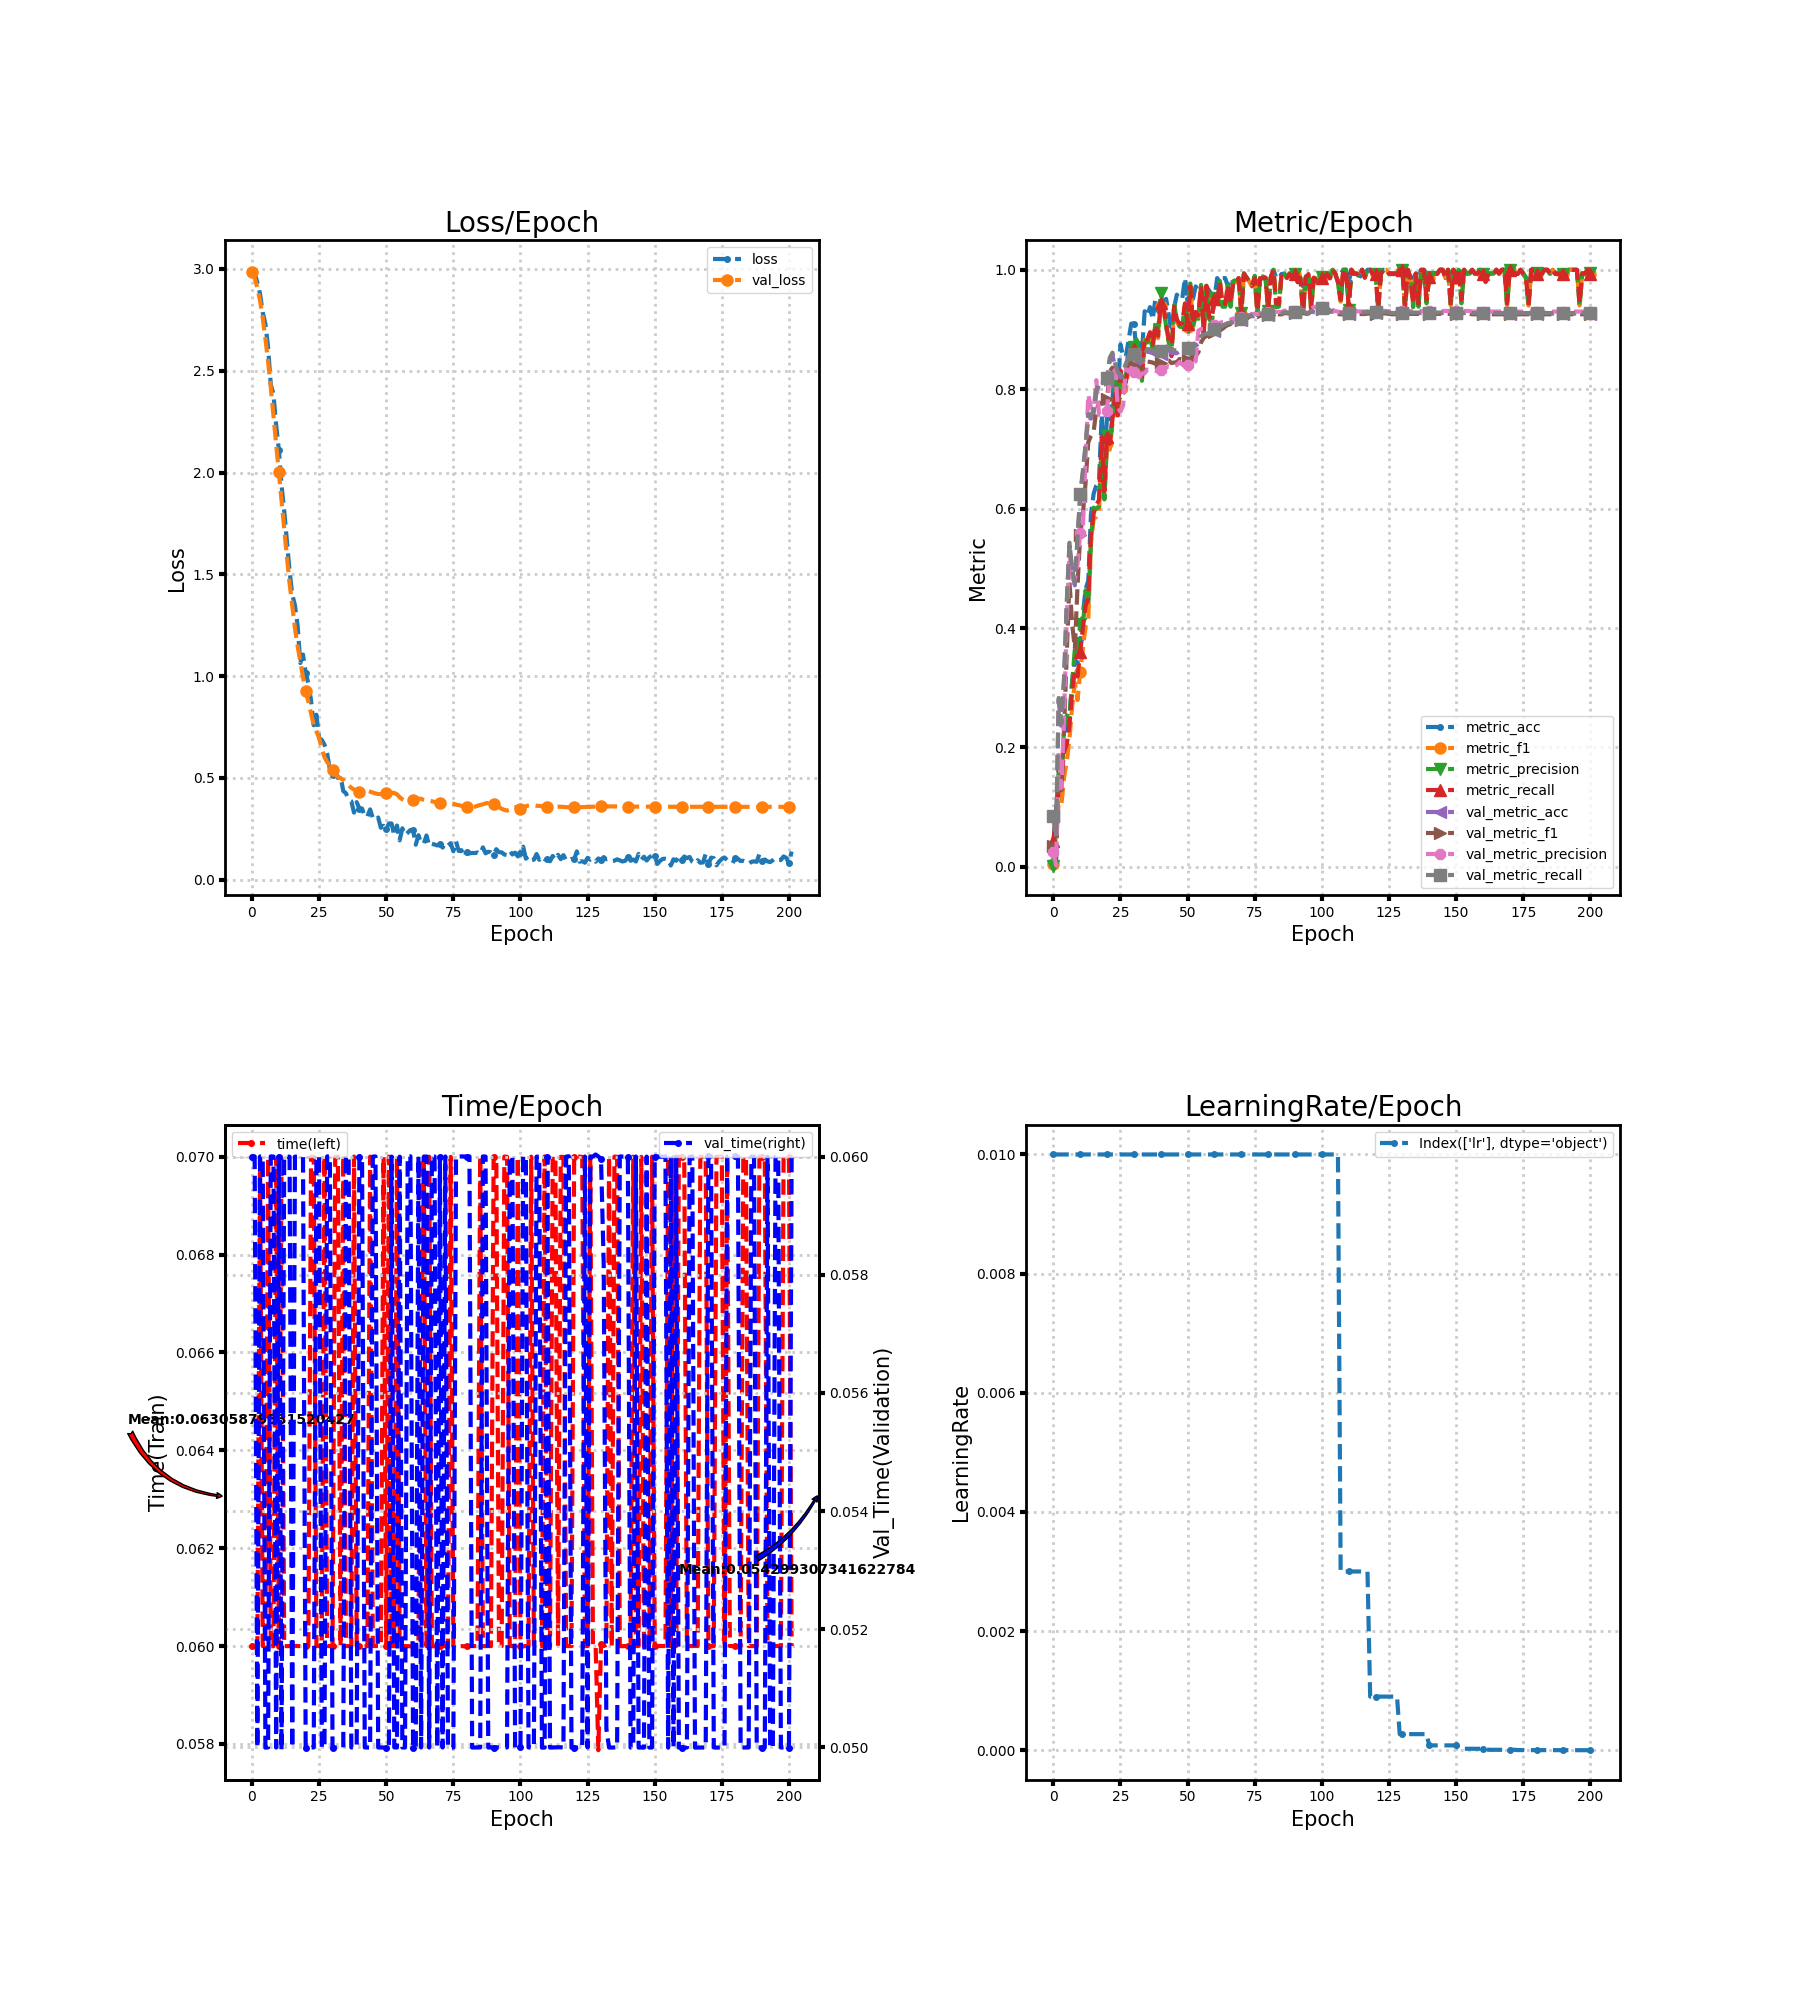 Loss/Epoch
3.0
2.5
2.0
1.5
1.0
0.5
0.0
Loss
0 25 50 75 100 125 150 175 200
Epoch
loss
val_loss
Metric/Epoch
1.0
0.8
0.6
0.4
0.2
0.0
Metric
0 25 50 75 100 125 150 175 200
Epoch
metric_acc
metric_f1
metric_precision
metric_recall
val_metric_acc
val_metric_f1
val_metric_precision
val_metric_recall
Time/Epoch
time(left)
val_time(right)
0.070
0.068
0.066
0.064
0.062
0.060
0.058
Time(Train)
0.060
0.058
0.056
0.054
0.052
0.050
Val_Time(Validation)
Mean:0.054299307341622784
0 25 50 75 100 125 150 175 200
Epoch
LearningRate/Epoch
Index(['lr'], dtype='object')
0.010
0.008
0.006
0.004
0.002
0.000
LearningRate
0 25 50 75 100 125 150 175 200
Epoch